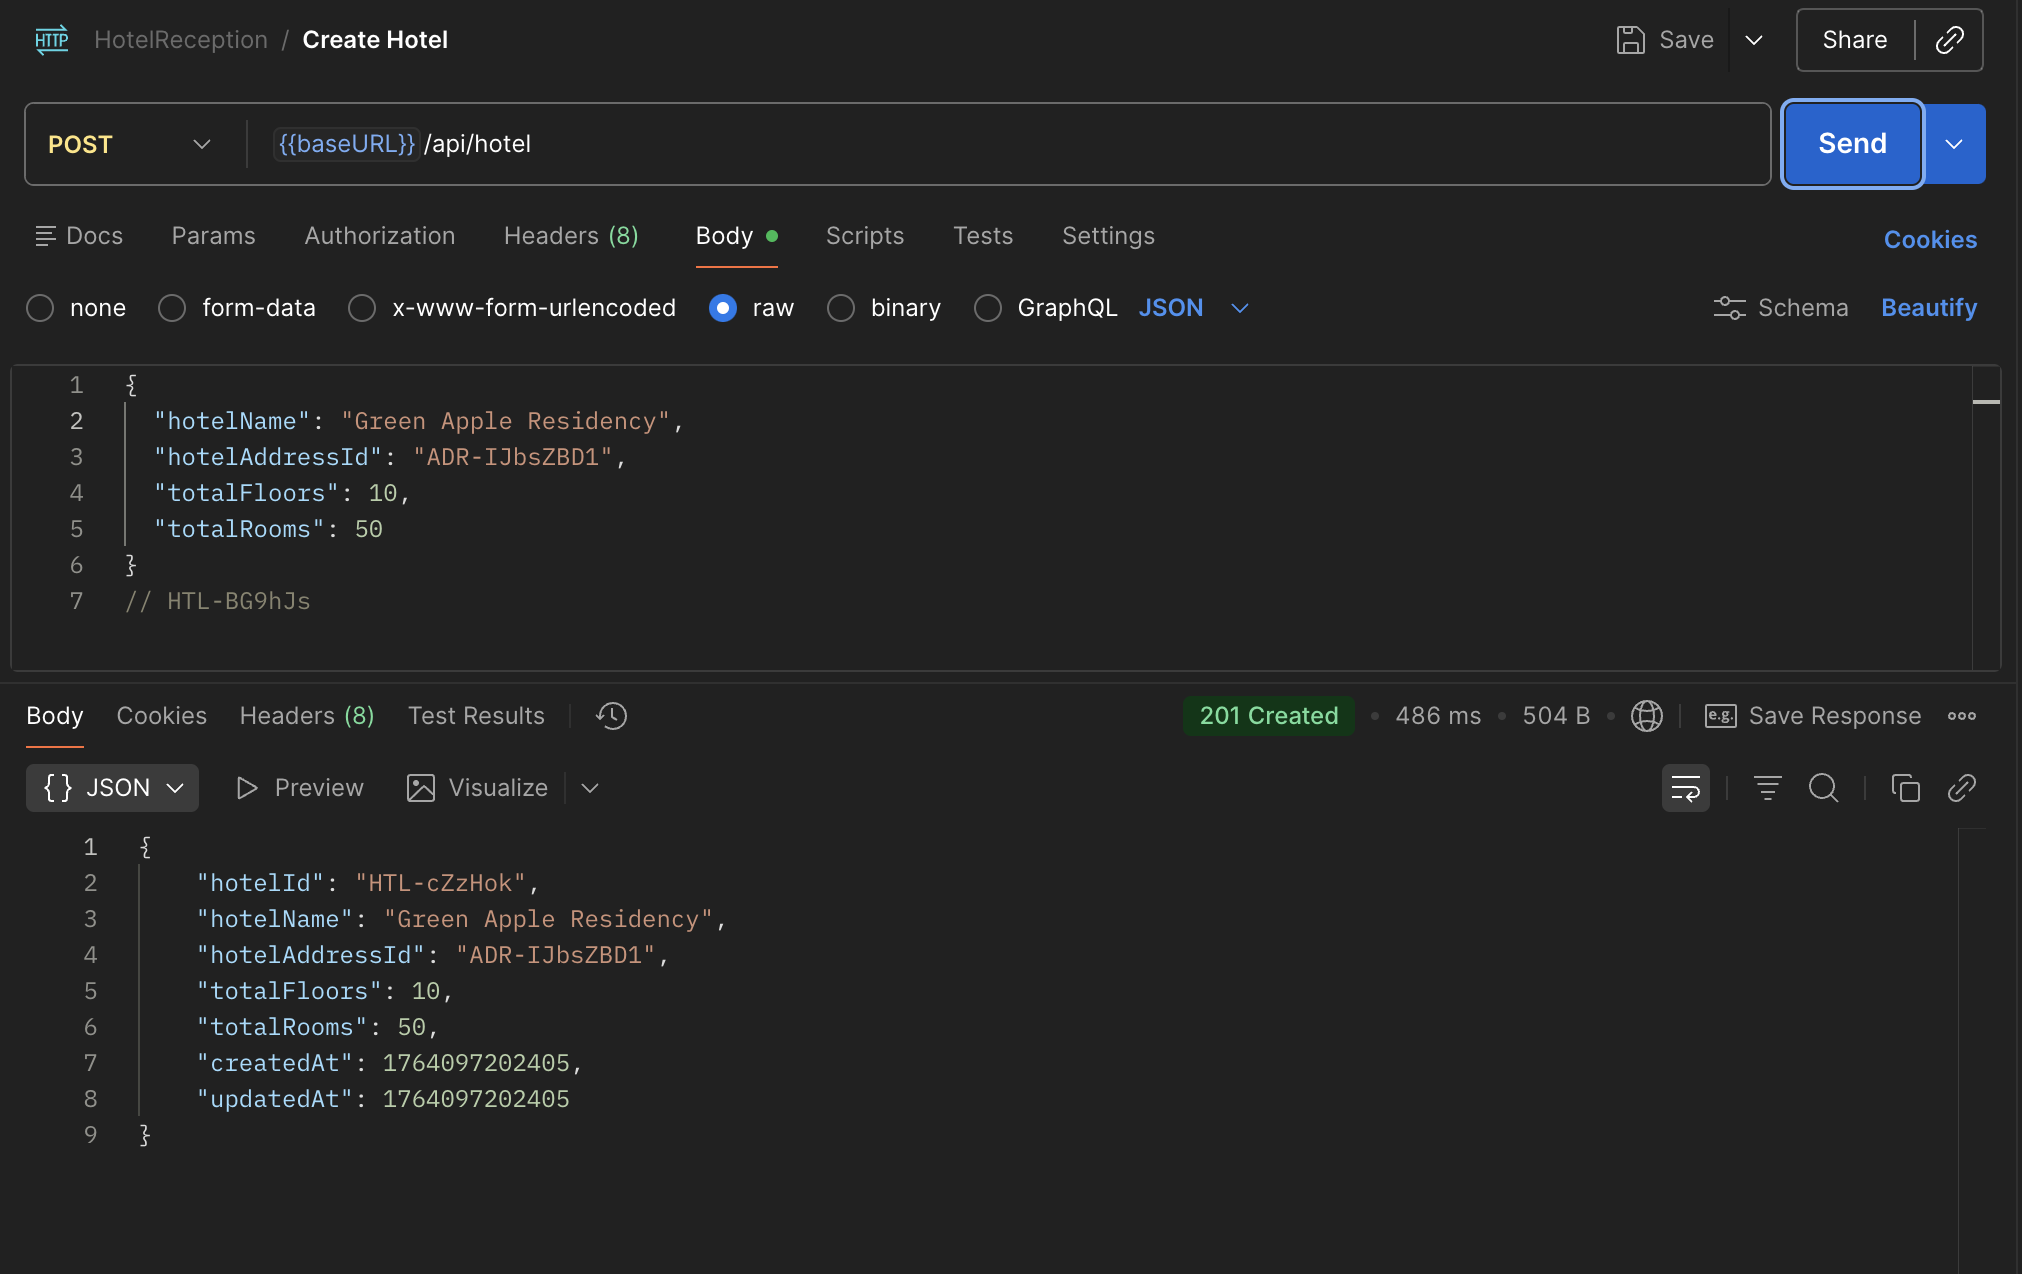 HTTP HotelReception / Create Hotel Save Share
POST {{baseURL}}/api/hotel Send
Docs Params Authorization Headers (8) Body Scripts Tests Settings Cookies
none form-data x-www-form-urlencoded raw binary GraphQL JSON Schema Beautify
1 {
2 "hotelName": "Green Apple Residency",
3 "hotelAddressId": "ADR-IJbsZBD1",
4 "totalFloors": 10,
5 "totalRooms": 50
6 }
7 // HTL-BG9hJs
Body Cookies Headers (8) Test Results 201 Created • 486 ms • 504 B • e.g. Save Response
{} JSON Preview Visualize
1 {
2 "hotelId": "HTL-cZzHok",
3 "hotelName": "Green Apple Residency",
4 "hotelAddressId": "ADR-IJbsZBD1",
5 "totalFloors": 10,
6 "totalRooms": 50,
7 "createdAt": 1764097202405,
8 "updatedAt": 1764097202405
9 }